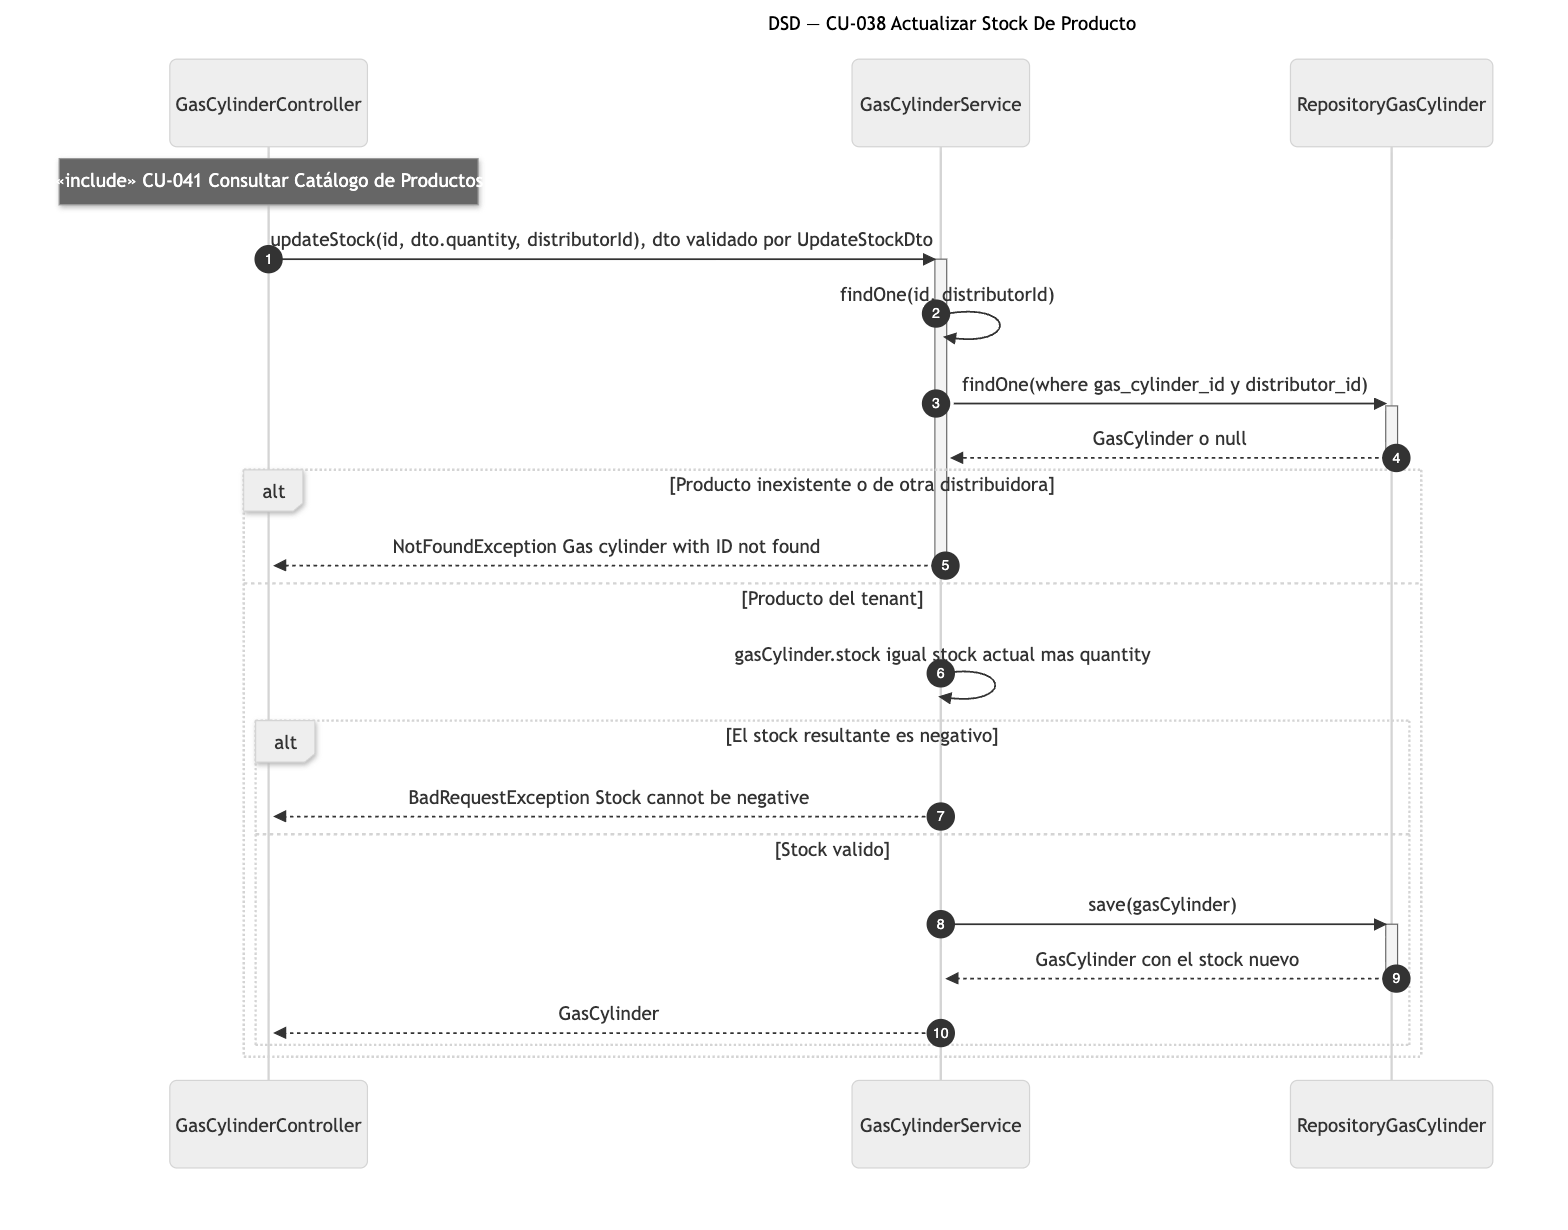 DSD — CU-038 Actualizar Stock De Producto
GasCylinderController
GasCylinderService
RepositoryGasCylinder
«include» CU-041 Consultar Catálogo de Productos
updateStock(id, dto.quantity, distributorId), dto validado por UpdateStockDto
1
findOne(id, distributorId)
2
findOne(where gas_cylinder_id y distributor_id)
3
GasCylinder o null
4
alt
[Producto inexistente o de otra distribuidora]
NotFoundException Gas cylinder with ID not found
5
[Producto del tenant]
gasCylinder.stock igual stock actual mas quantity
6
alt
[El stock resultante es negativo]
BadRequestException Stock cannot be negative
7
[Stock valido]
save(gasCylinder)
8
GasCylinder con el stock nuevo
9
GasCylinder
10
GasCylinderController
GasCylinderService
RepositoryGasCylinder